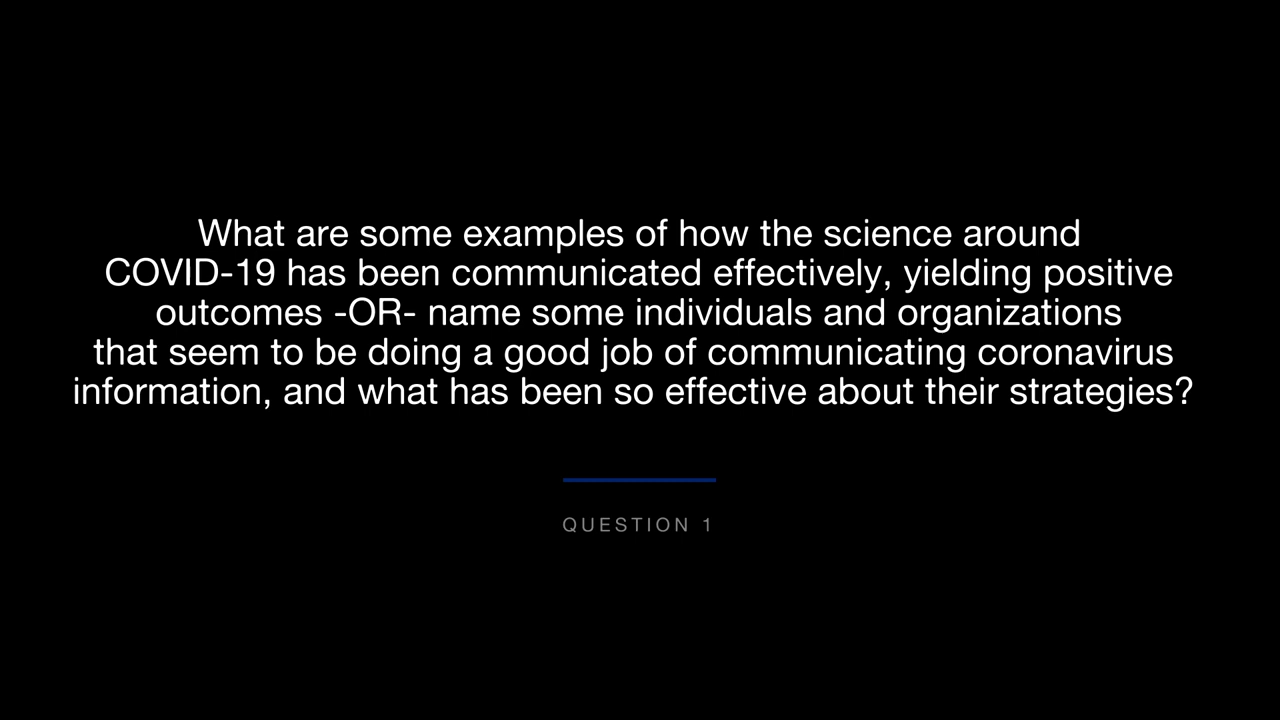 What are some examples of how the science around
COVID-19 has been communicated effectively, yielding positive
outcomes -OR- name some individuals and organizations
that seem to be doing a good job of communicating coronavirus
information, and what has been so effective about their strategies?
QUESTION 1